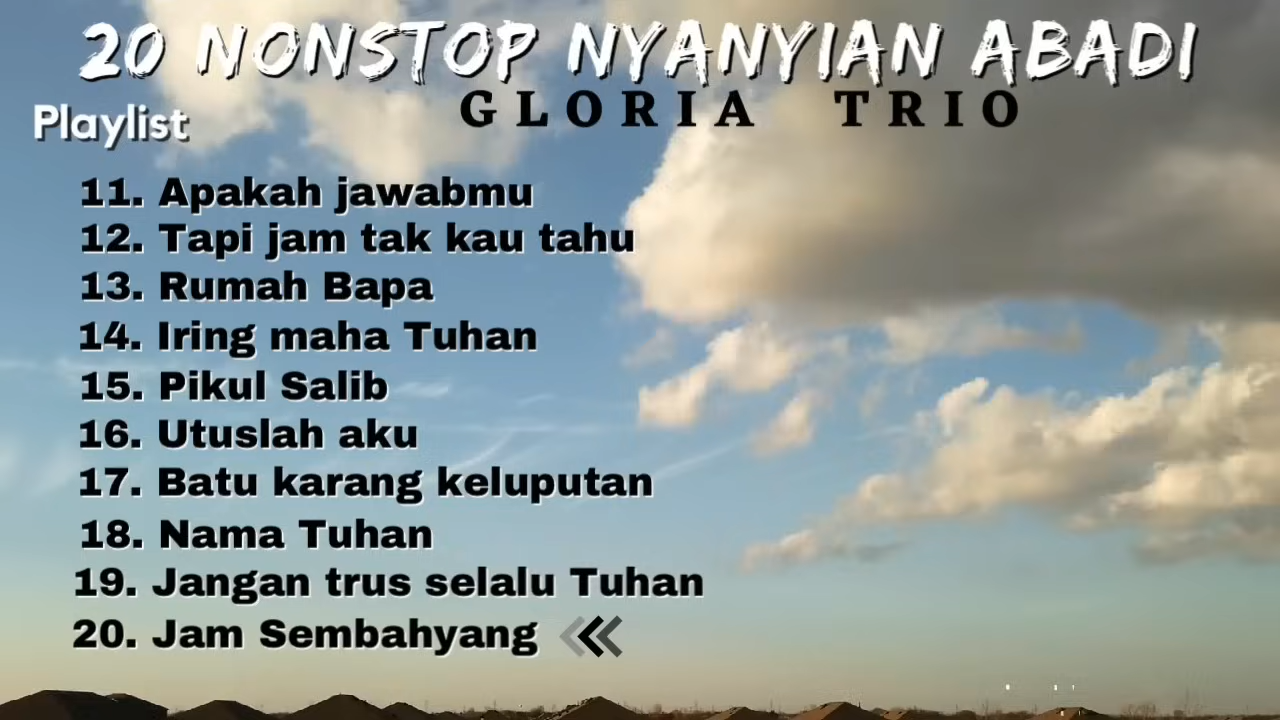 20 NONSTOP NYANYIAN ABADI
GLORIA TRIO
Playlist
11. Apakah jawabmu
12. Tapi jam tak kau tahu
13. Rumah Bapa
14. Iring maha Tuhan
15. Pikul Salib
16. Utuslah aku
17. Batu karang keluputan
18. Nama Tuhan
19. Jangan trus selalu Tuhan
20. Jam Sembahyang